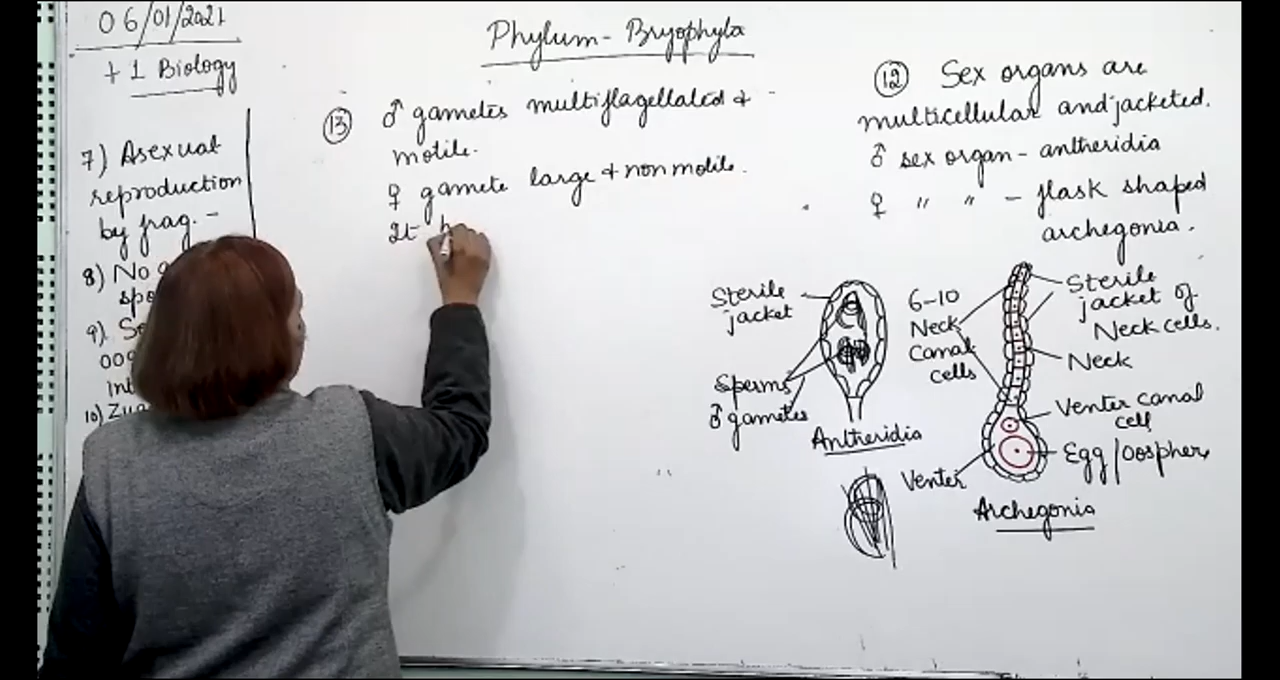 06/01/2021
+1 Biology
Phylum - Bryophyta
7) Asexual
reproduction
by frag. -
8) No
9)
10)
(13) ♂ gametes multiflagellated +
motile.
♀ gamete large + non motile.
It
(12) Sex organs are
multicellular and jacketed.
♂ sex organ - antheridia
♀ " " - flask shaped
archegonia.
Sterile
jacket
Sperms
♂ gametes
Antheridia
6-10
Neck
Canal
cells
Sterile
jacket of
Neck cells.
Neck
Venter canal
cell
Egg/Oosphere
Venter
Archegonia